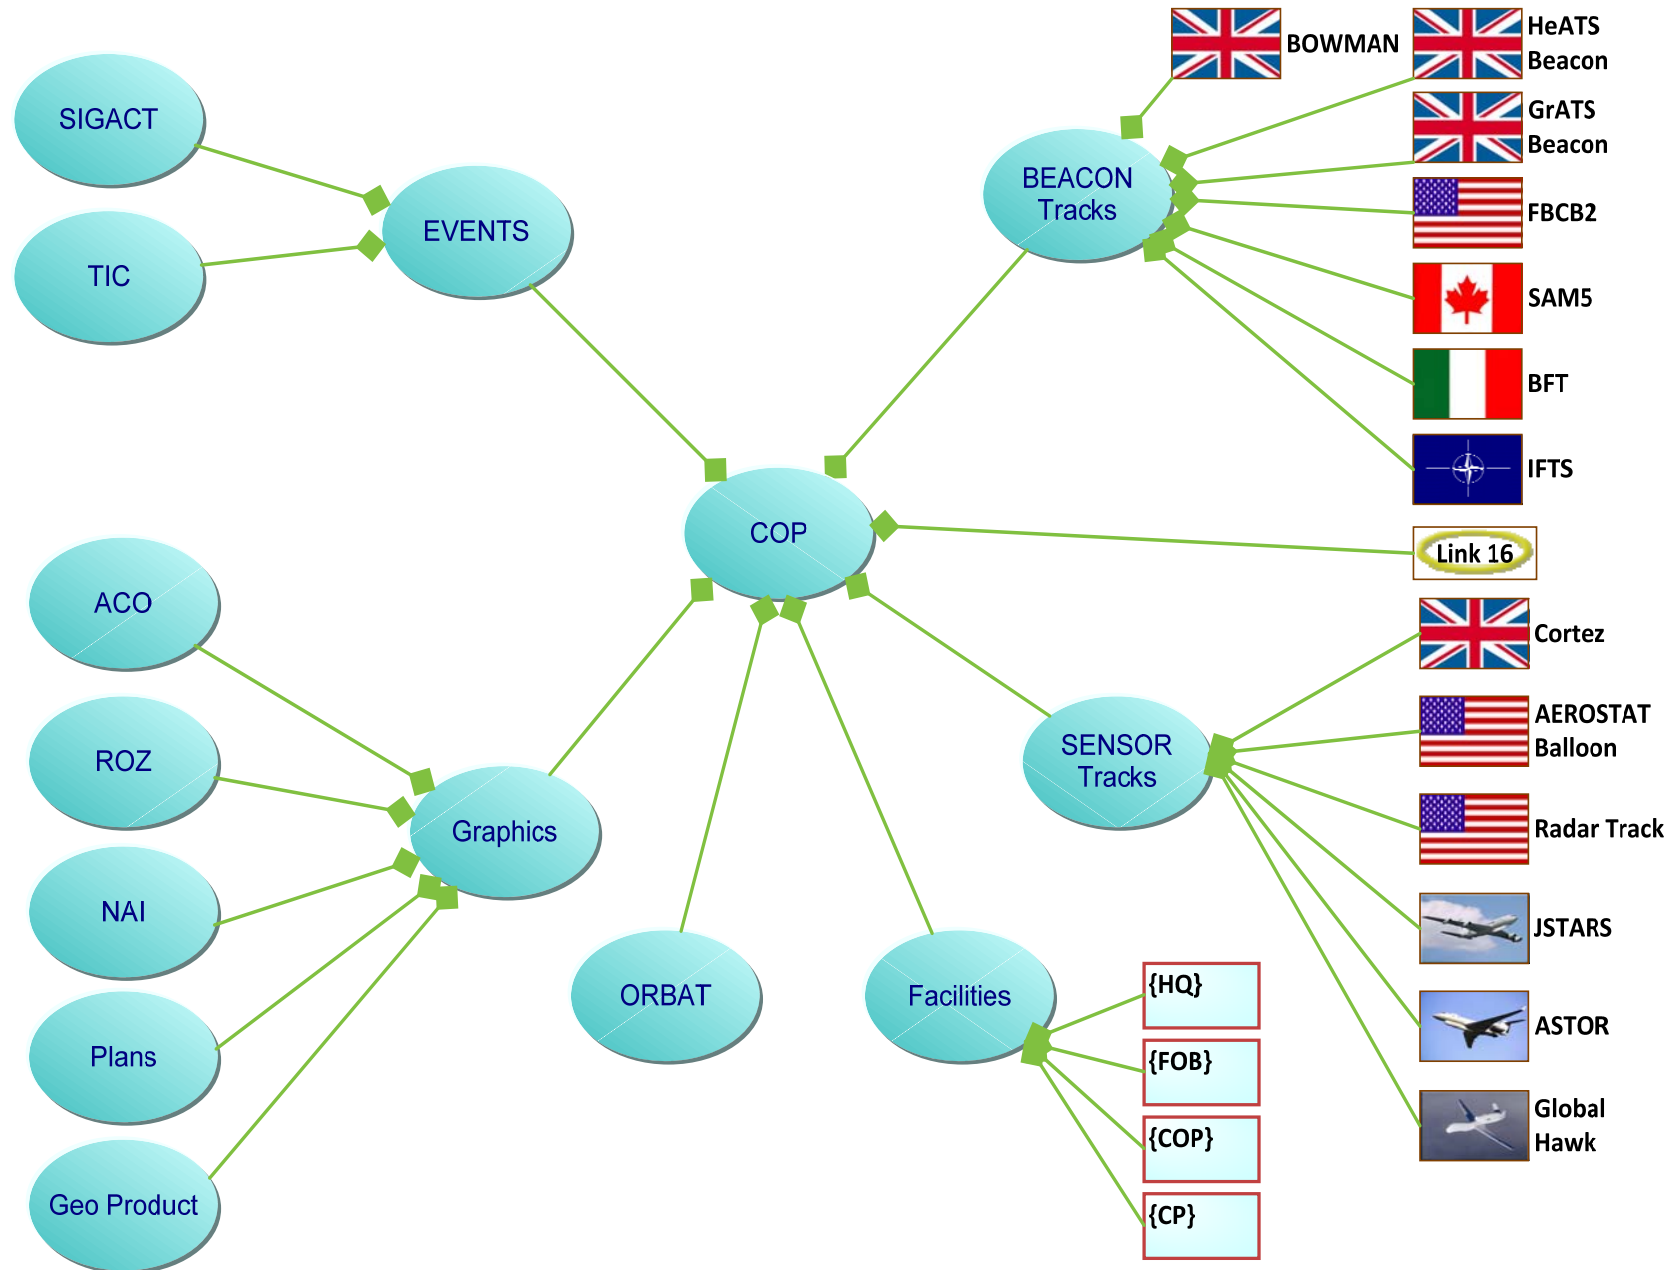 BOWMAN
HeATS
Beacon
GrATS
Beacon
FBCB2
SAM5
BFT
IFTS
Link 16
SIGACT
TIC
EVENTS
BEACON
Tracks
COP
ACO
ROZ
NAI
Plans
Geo Product
Graphics
ORBAT
Facilities
{HQ}
{FOB}
{COP}
{CP}
SENSOR
Tracks
Cortez
AEROSTAT
Balloon
Radar Track
JSTARS
ASTOR
Global
Hawk